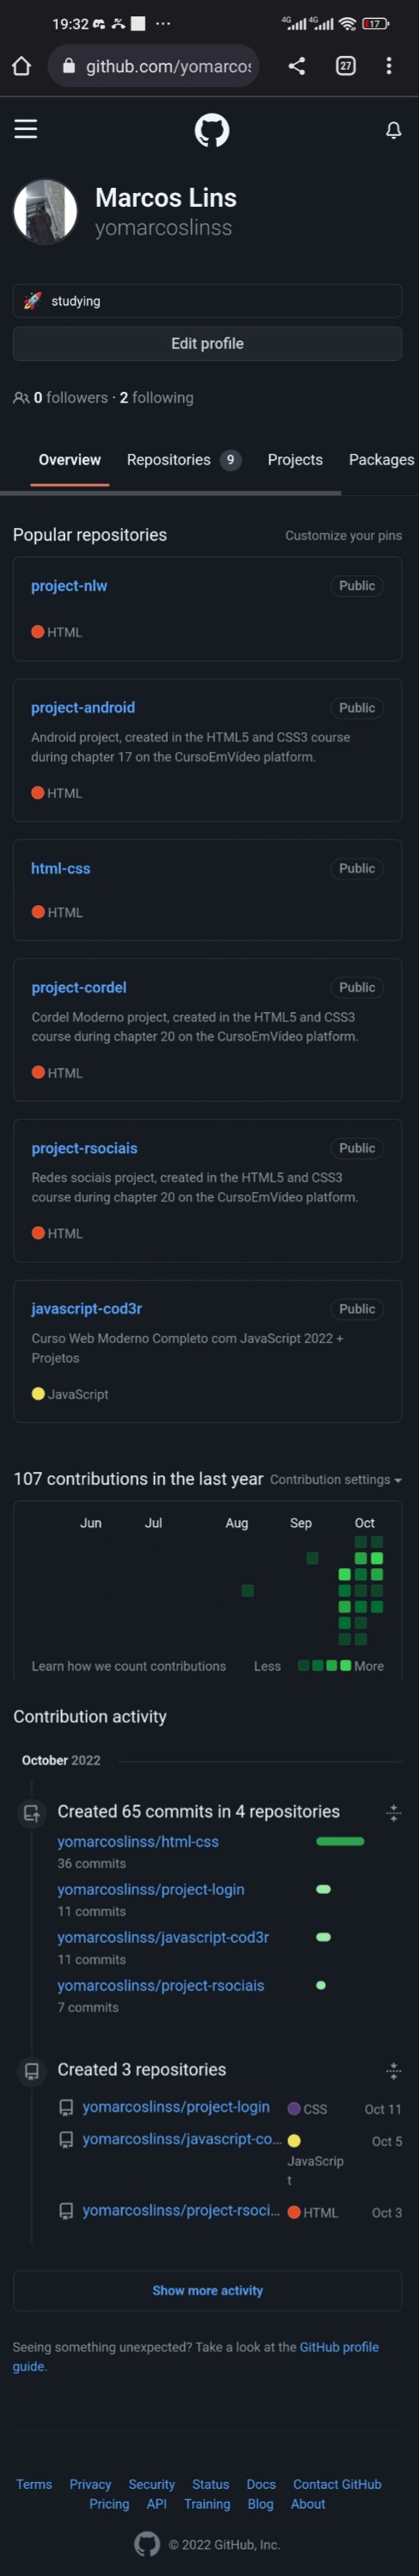 19:32 ··· 4G 4G 17
github.com/yomarcos
27
Marcos Lins
yomarcoslinss
🚀 studying
Edit profile
0 followers · 2 following
Overview Repositories 9 Projects Packages
Popular repositories Customize your pins
project-nlw Public
HTML
project-android Public
Android project, created in the HTML5 and CSS3 course
during chapter 17 on the CursoEmVídeo platform.
HTML
html-css Public
HTML
project-cordel Public
Cordel Moderno project, created in the HTML5 and CSS3
course during chapter 20 on the CursoEmVídeo platform.
HTML
project-rsociais Public
Redes sociais project, created in the HTML5 and CSS3
course during chapter 20 on the CursoEmVídeo platform.
HTML
javascript-cod3r Public
Curso Web Moderno Completo com JavaScript 2022 +
Projetos
JavaScript
107 contributions in the last year Contribution settings
Jun Jul Aug Sep Oct
Learn how we count contributions Less More
Contribution activity
October 2022
Created 65 commits in 4 repositories
yomarcoslinss/html-css
36 commits
yomarcoslinss/project-login
11 commits
yomarcoslinss/javascript-cod3r
11 commits
yomarcoslinss/project-rsociais
7 commits
Created 3 repositories
yomarcoslinss/project-login CSS Oct 11
yomarcoslinss/javascript-co... Oct 5
JavaScrip
t
yomarcoslinss/project-rsoci... HTML Oct 3
Show more activity
Seeing something unexpected? Take a look at the GitHub profile
guide.
Terms Privacy Security Status Docs Contact GitHub
Pricing API Training Blog About
© 2022 GitHub, Inc.